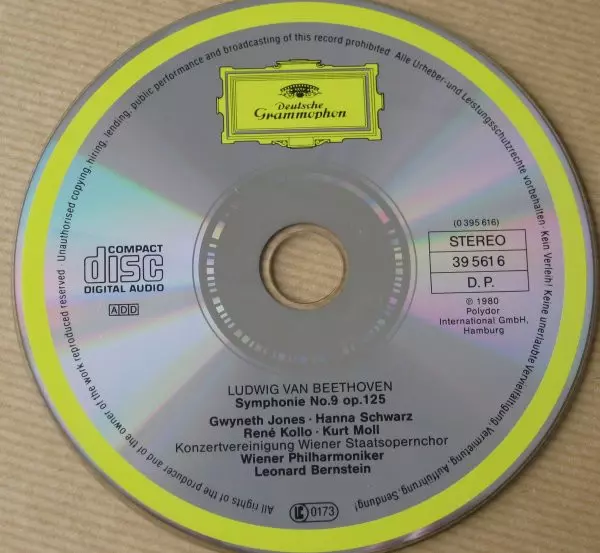 Unauthorised copying, hiring, lending, public performance and broadcasting of this record prohibited · Alle Urheber- und Leistungsschutzrechte vorbehalten · Kein Verleih! Keine unerlaubte Vervielfältigung, Vermietung, Aufführung, Sendung!
All rights of the producer and of the owner of the work reproduced reserved ·
Deutsche
Grammophon
COMPACT
disc
DIGITAL AUDIO
ADD
(0 395 616)
STEREO
39 561 6
D. P.
℗ 1980
Polydor
International GmbH,
Hamburg
LUDWIG VAN BEETHOVEN
Symphonie No.9 op.125
Gwyneth Jones · Hanna Schwarz
René Kollo · Kurt Moll
Konzertvereinigung Wiener Staatsopernchor
Wiener Philharmoniker
Leonard Bernstein
LC 0173